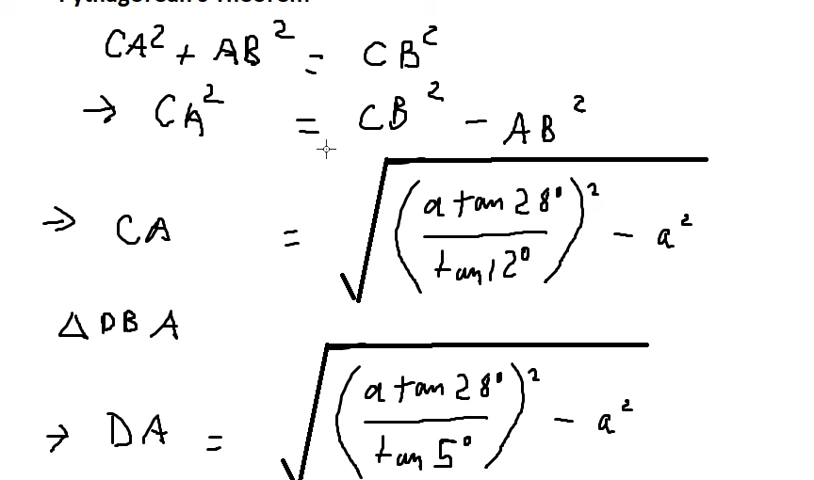 Pythagorean's Theorem
CA² + AB² = CB²
→ CA² = CB² - AB²
→ CA = √((a tan 28° / tan 12°)² - a²)
△ DBA
→ DA = √((a tan 28° / tan 5°)² - a²)